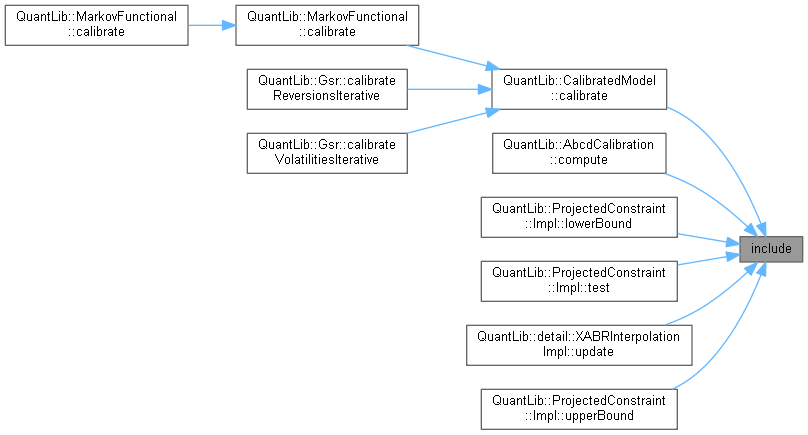 QuantLib::MarkovFunctional
::calibrate
QuantLib::MarkovFunctional
::calibrate
QuantLib::Gsr::calibrate
ReversionsIterative
QuantLib::Gsr::calibrate
VolatilitiesIterative
QuantLib::CalibratedModel
::calibrate
QuantLib::AbcdCalibration
::compute
QuantLib::ProjectedConstraint
::Impl::lowerBound
QuantLib::ProjectedConstraint
::Impl::test
QuantLib::detail::XABRInterpolation
Impl::update
QuantLib::ProjectedConstraint
::Impl::upperBound
include